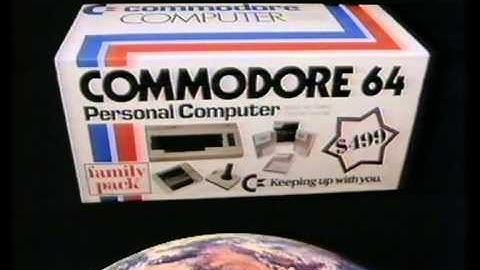 commodore
COMPUTER
COMMODORE 64
Personal Computer
$499
family
pack
Keeping up with you.